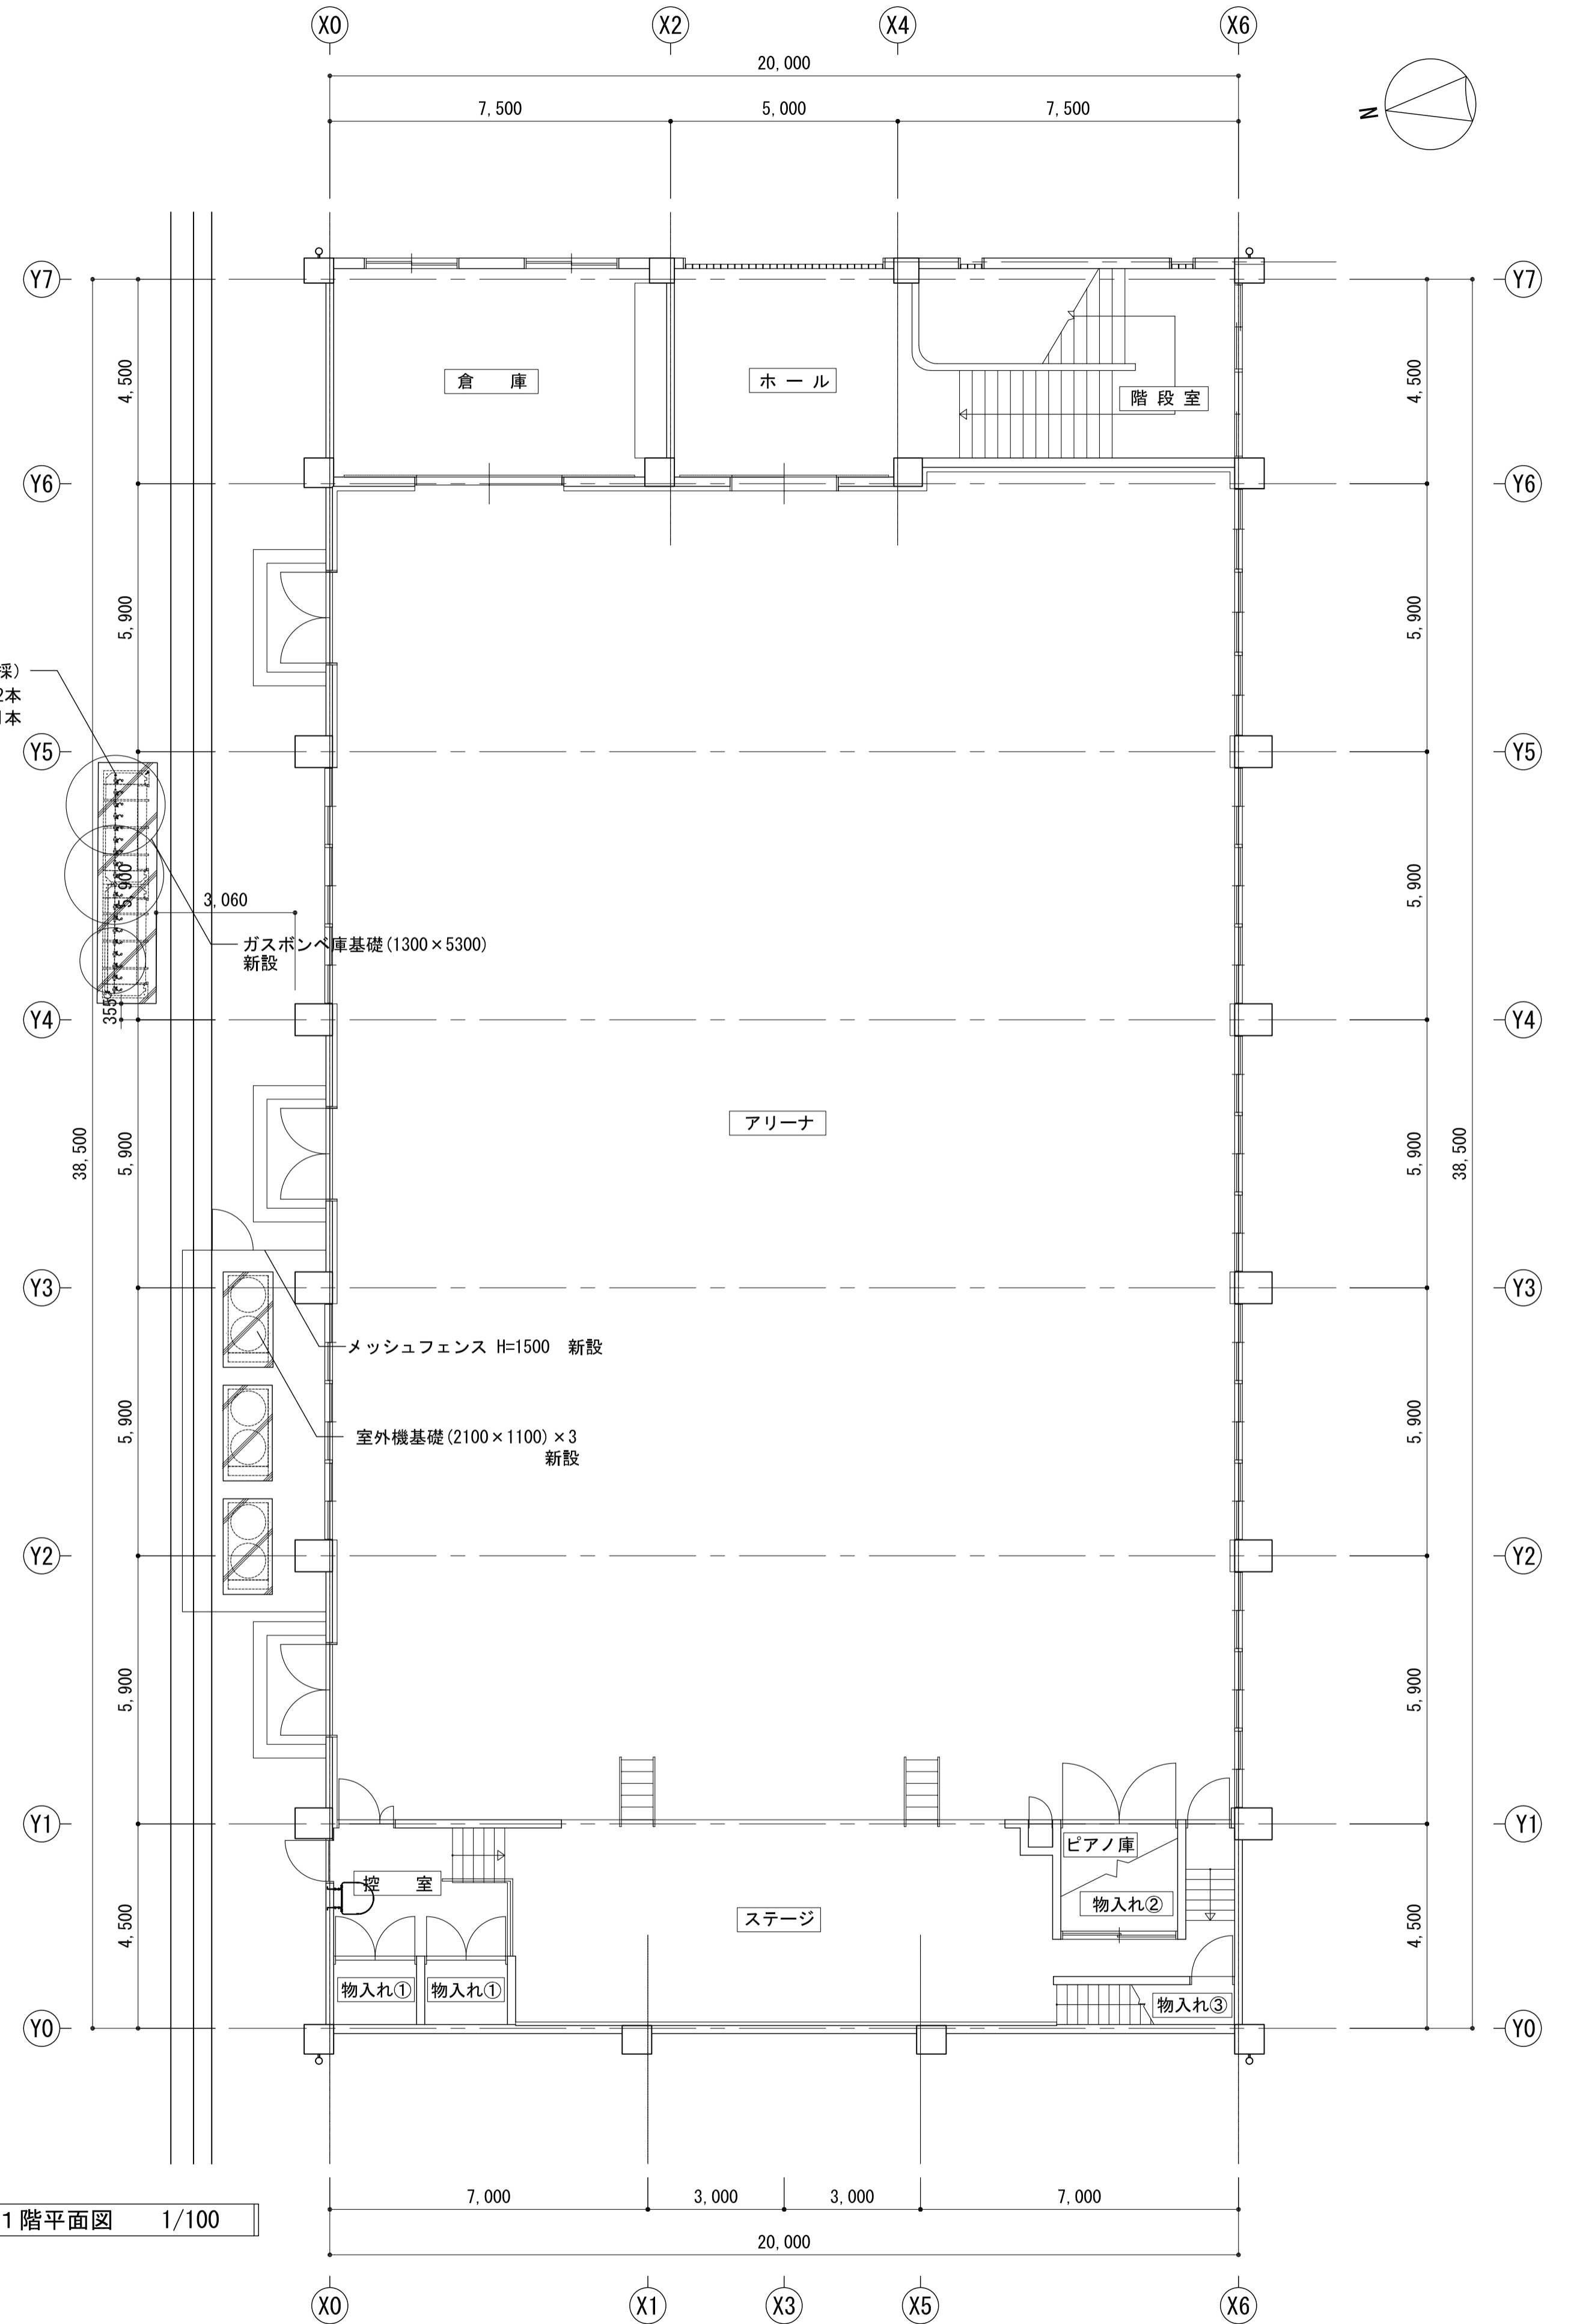 X0
X2
X4
X6
20,000
7,500
5,000
7,500
N
Y7
Y7
4,500
4,500
倉　庫
ホール
階段室
Y6
Y6
5,900
5,900
採)
2本
本
Y5
Y5
5,900
5,900
3,060
ガスボンベ庫基礎(1300×5300)
新設
355
Y4
Y4
アリーナ
38,500
5,900
5,900
38,500
Y3
Y3
メッシュフェンス H=1500　新設
5,900
5,900
室外機基礎(2100×1100)×3
新設
Y2
Y2
5,900
5,900
Y1
Y1
ピアノ庫
控　室
物入れ②
ステージ
4,500
4,500
物入れ①
物入れ①
物入れ③
Y0
Y0
7,000
3,000
3,000
7,000
1階平面図　1/100
20,000
X0
X1
X3
X5
X6